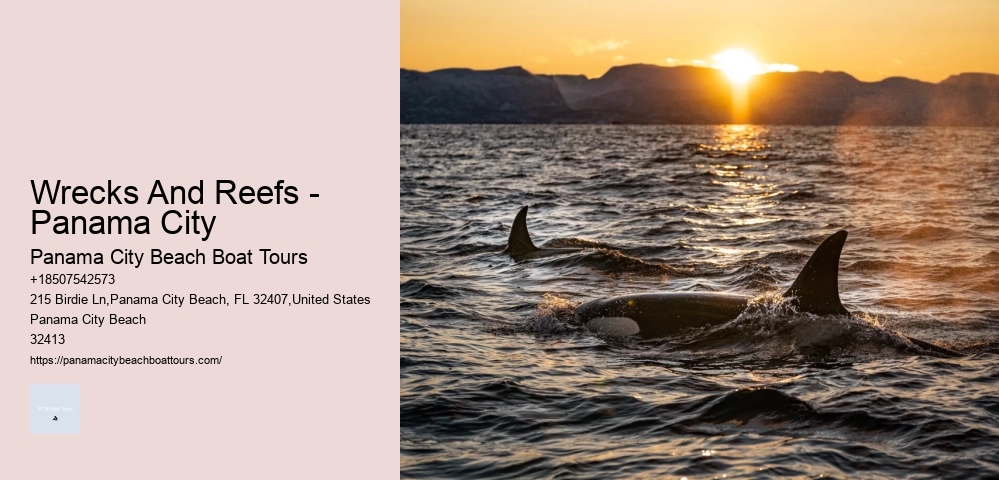 Wrecks And Reefs -
Panama City
Panama City Beach Boat Tours
+18507542573
215 Birdie Ln,Panama City Beach, FL 32407,United States
Panama City Beach
32413
https://panamacitybeachboattours.com/